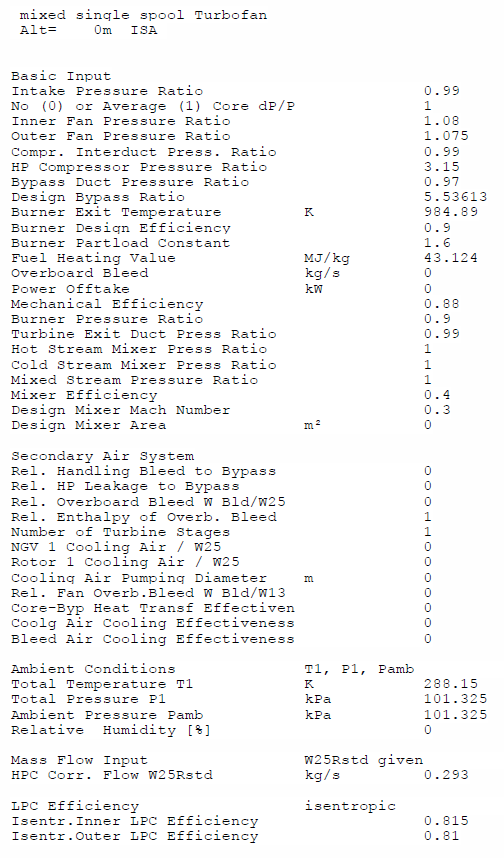 mixed single spool Turbofan
Alt= 0m ISA
Basic Input
Intake Pressure Ratio 0.99
No (0) or Average (1) Core dP/P 1
Inner Fan Pressure Ratio 1.08
Outer Fan Pressure Ratio 1.075
Compr. Interduct Press. Ratio 0.99
HP Compressor Pressure Ratio 3.15
Bypass Duct Pressure Ratio 0.97
Design Bypass Ratio 5.53613
Burner Exit Temperature K 984.89
Burner Design Efficiency 0.9
Burner Partload Constant 1.6
Fuel Heating Value MJ/kg 43.124
Overboard Bleed kg/s 0
Power Offtake kW 0
Mechanical Efficiency 0.88
Burner Pressure Ratio 0.9
Turbine Exit Duct Press Ratio 0.99
Hot Stream Mixer Press Ratio 1
Cold Stream Mixer Press Ratio 1
Mixed Stream Pressure Ratio 1
Mixer Efficiency 0.4
Design Mixer Mach Number 0.3
Design Mixer Area m² 0
Secondary Air System
Rel. Handling Bleed to Bypass 0
Rel. HP Leakage to Bypass 0
Rel. Overboard Bleed W Bld/W25 0
Rel. Enthalpy of Overb. Bleed 1
Number of Turbine Stages 1
NGV 1 Cooling Air / W25 0
Rotor 1 Cooling Air / W25 0
Cooling Air Pumping Diameter m 0
Rel. Fan Overb.Bleed W Bld/W13 0
Core-Byp Heat Transf Effectiven 0
Coolg Air Cooling Effectiveness 0
Bleed Air Cooling Effectiveness 0
Ambient Conditions T1, P1, Pamb
Total Temperature T1 K 288.15
Total Pressure P1 kPa 101.325
Ambient Pressure Pamb kPa 101.325
Relative Humidity [%] 0
Mass Flow Input W25Rstd given
HPC Corr. Flow W25Rstd kg/s 0.293
LPC Efficiency isentropic
Isentr.Inner LPC Efficiency 0.815
Isentr.Outer LPC Efficiency 0.81